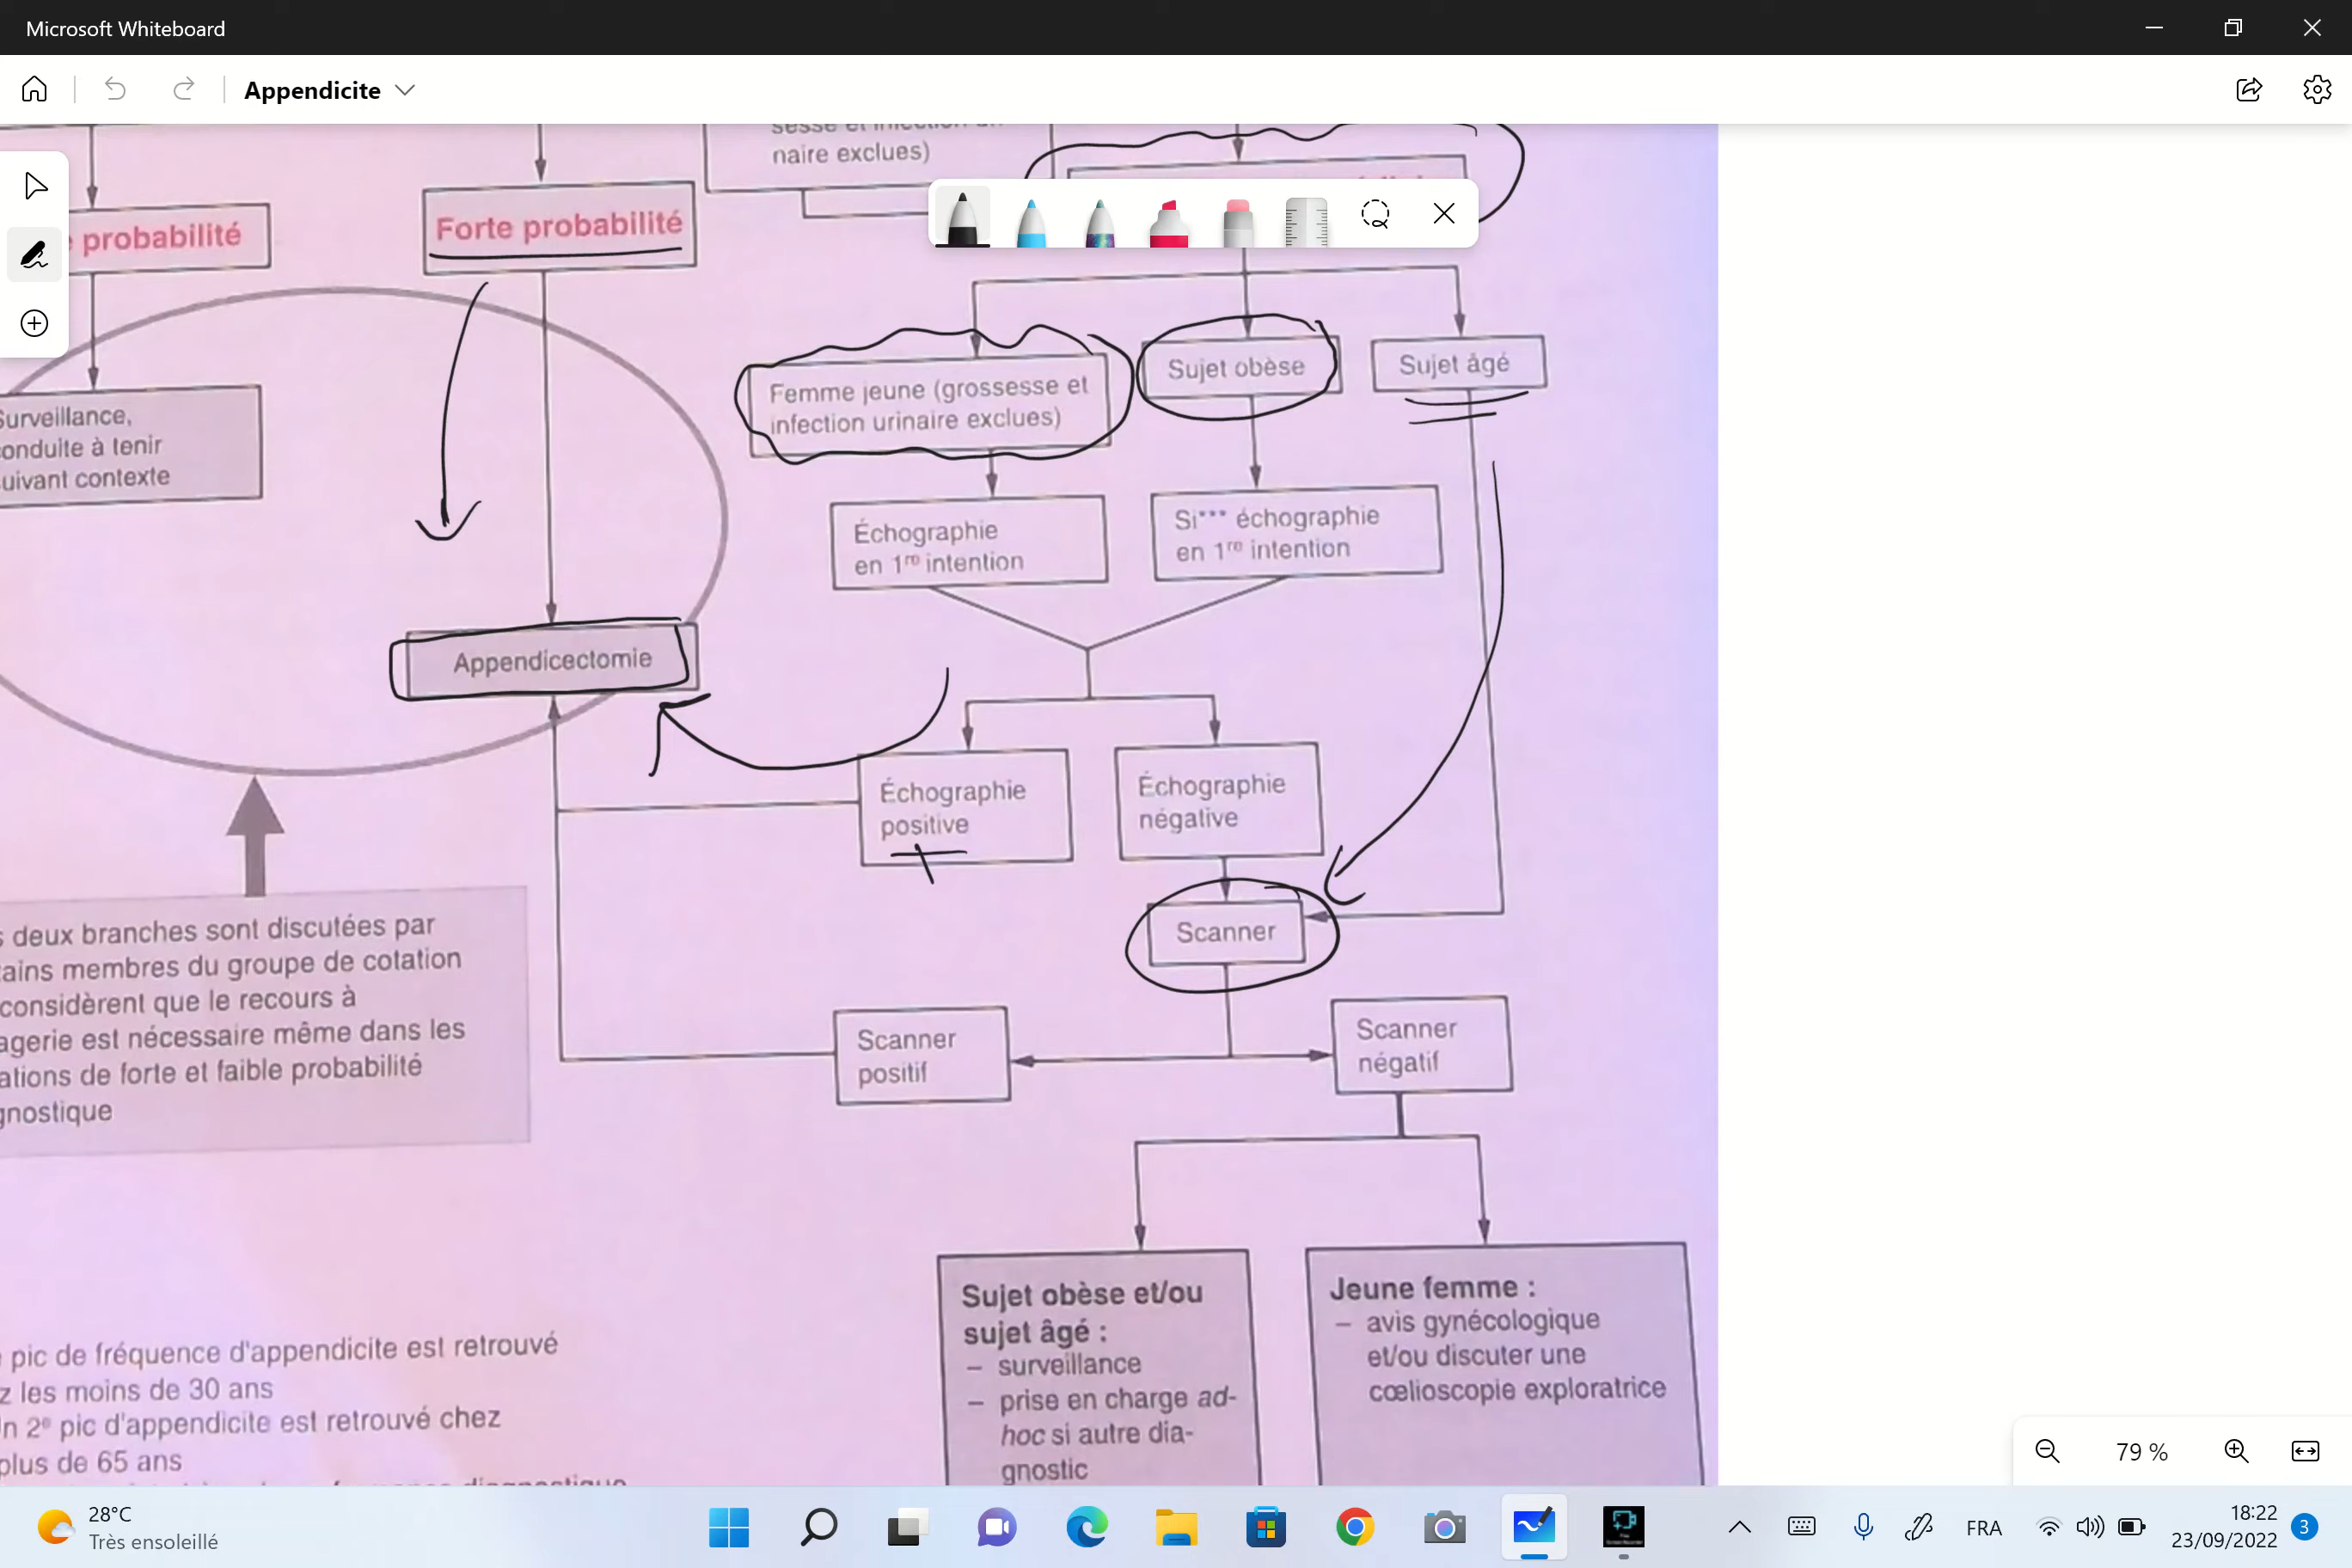 Microsoft Whiteboard
Appendicite
naire exclues)
probabilité
Forte probabilité
Surveillance,
conduite à tenir
suivant contexte
Femme jeune (grossesse et
infection urinaire exclues)
Sujet obèse
Sujet âgé
Échographie
en 1re intention
Si*** échographie
en 1re intention
Appendicectomie
Échographie
positive
Échographie
négative
Scanner
s deux branches sont discutées par
tains membres du groupe de cotation
considèrent que le recours à
agerie est nécessaire même dans les
ations de forte et faible probabilité
gnostique
Scanner
positif
Scanner
négatif
Sujet obèse et/ou
sujet âgé :
– surveillance
– prise en charge ad-
hoc si autre dia-
gnostic
Jeune femme :
– avis gynécologique
et/ou discuter une
cœlioscopie exploratrice
pic de fréquence d'appendicite est retrouvé
z les moins de 30 ans
n 2e pic d'appendicite est retrouvé chez
plus de 65 ans
79 %
28°C
Très ensoleillé
FRA
18:22
23/09/2022
3